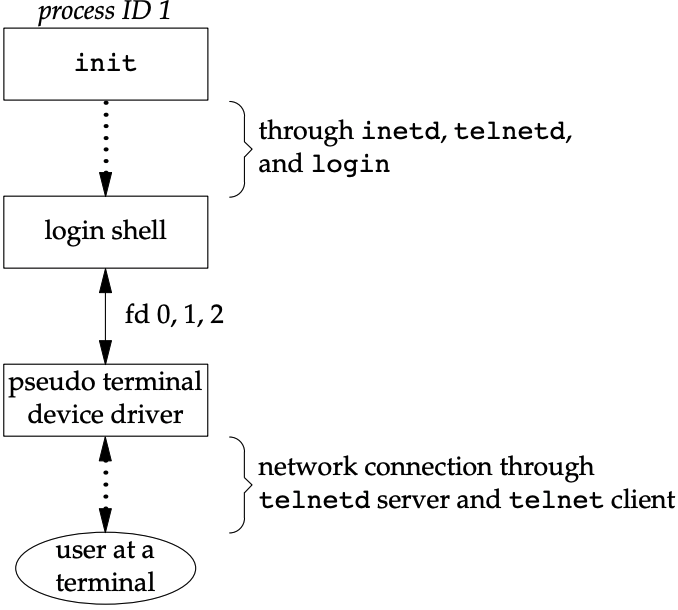 process ID 1
init
through inetd, telnetd,
and login
login shell
fd 0, 1, 2
pseudo terminal
device driver
network connection through
telnetd server and telnet client
user at a
terminal